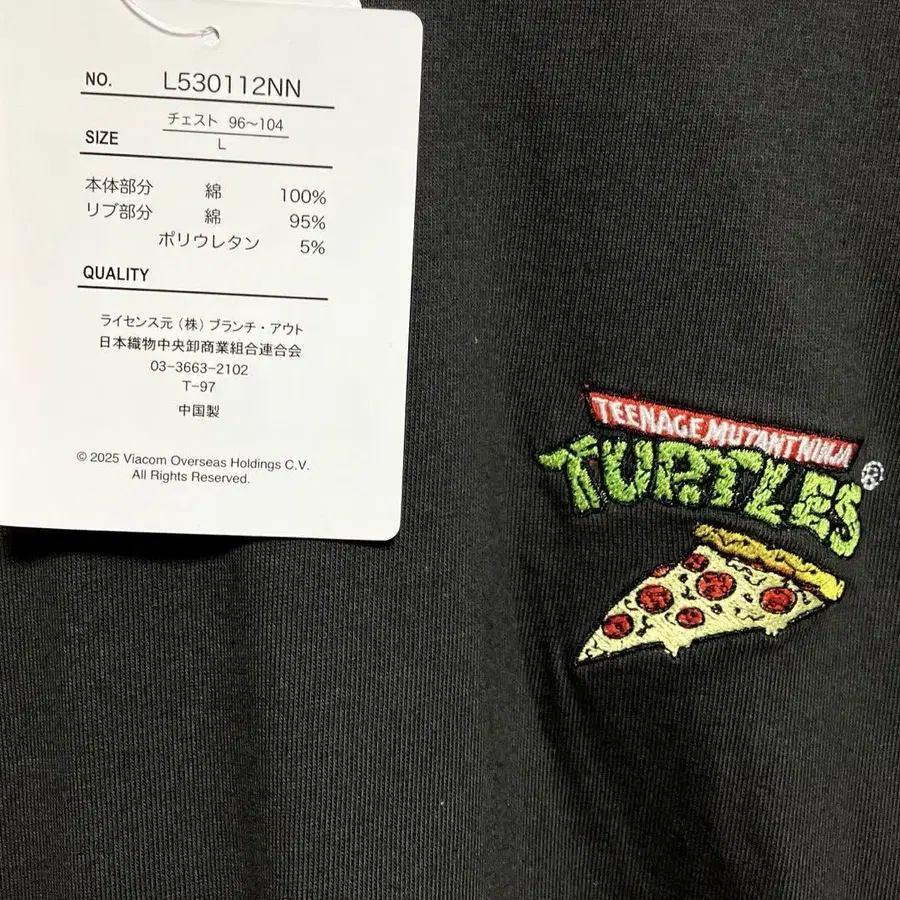 NO. L530112NN
チェスト 96~104
SIZE L
本体部分 綿 100%
リブ部分 綿 95%
ポリウレタン 5%
QUALITY
ライセンス元(株)ブランチ・アウト
日本織物中央卸商業組合連合会
03-3663-2102
T-97
中国製
© 2025 Viacom Overseas Holdings C.V.
All Rights Reserved.
TEENAGE MUTANT NINJA
TURTLES®